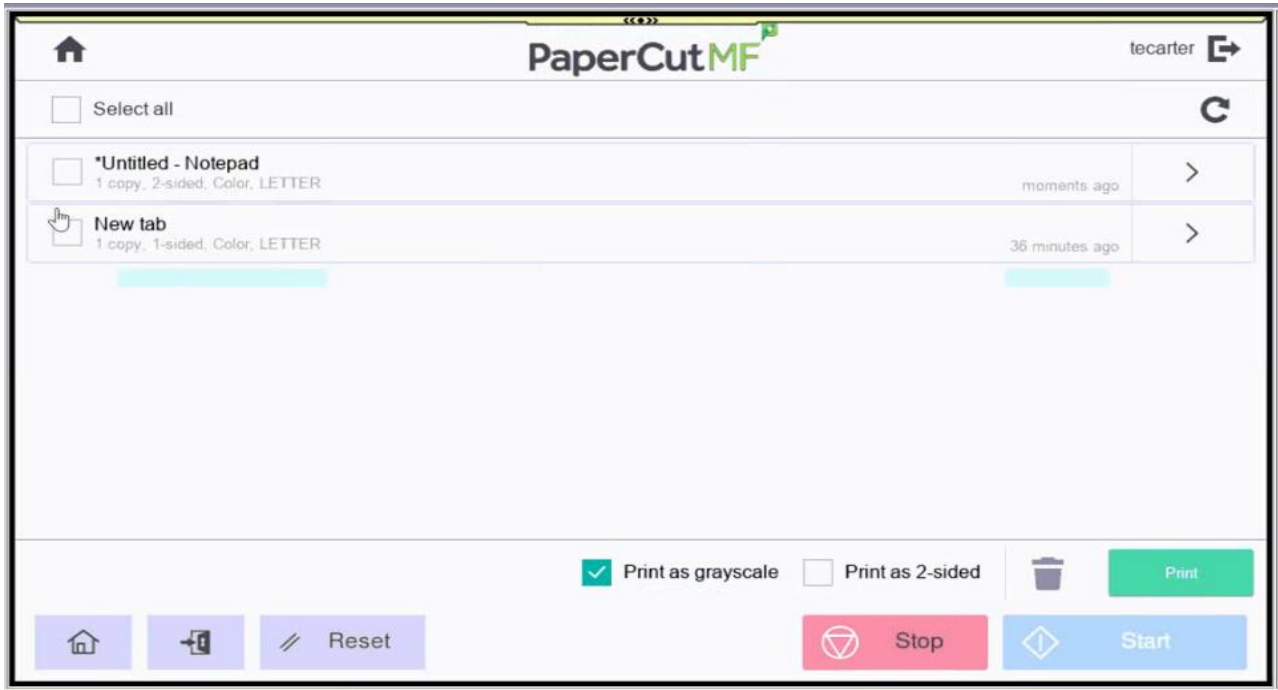 PaperCutMF
tecarter
Select all
*Untitled - Notepad
1 copy, 2-sided, Color, LETTER
moments ago
New tab
1 copy, 1-sided, Color, LETTER
36 minutes ago
Print as grayscale
Print as 2-sided
Print
Reset
Stop
Start